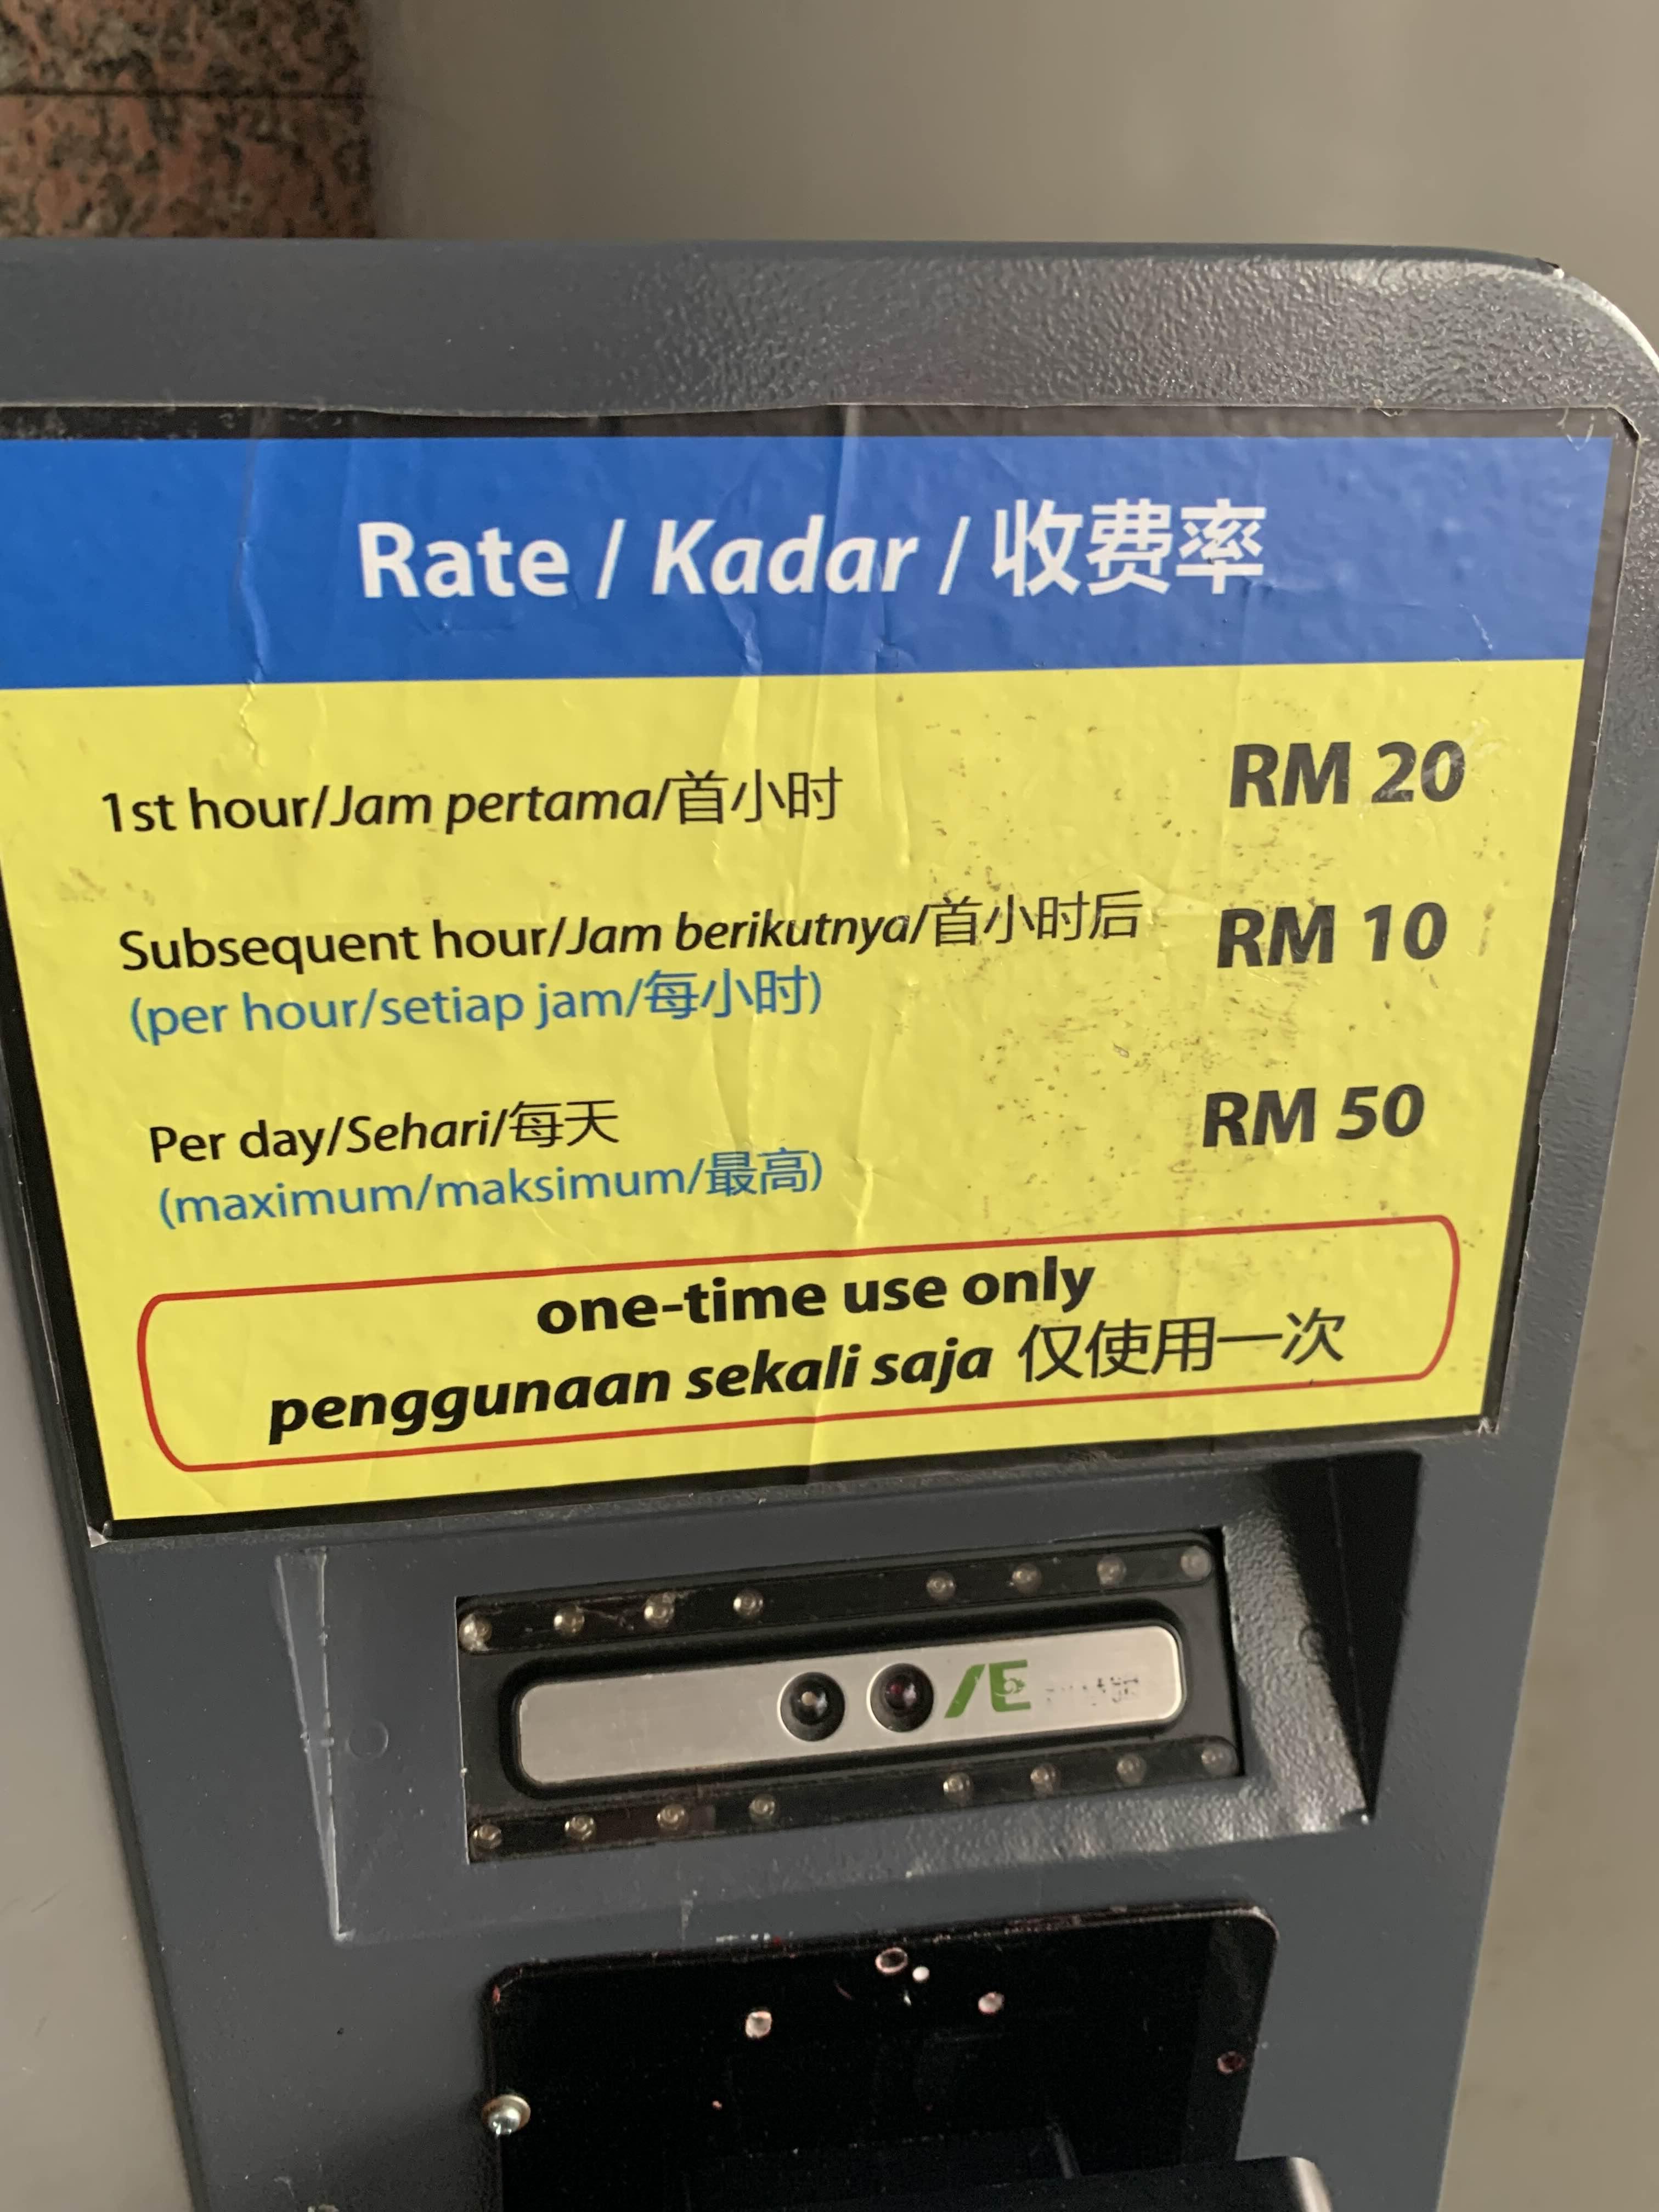 Rate / Kadar / 收费率
1st hour/Jam pertama/首小时 RM 20
Subsequent hour/Jam berikutnya/首小时后 RM 10
(per hour/setiap jam/每小时)
Per day/Sehari/每天 RM 50
(maximum/maksimum/最高)
one-time use only
penggunaan sekali saja 仅使用一次